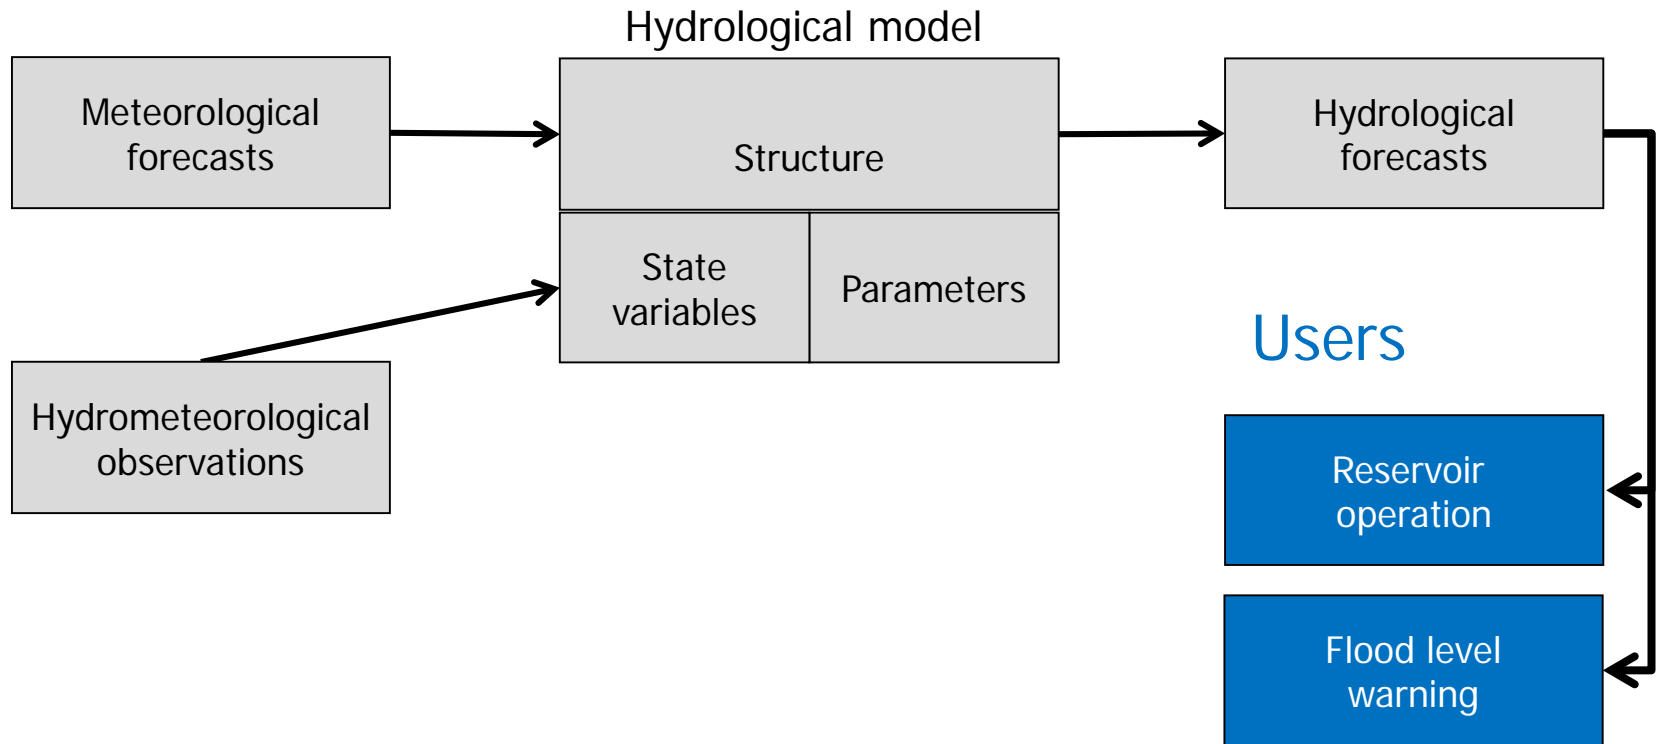 Hydrological model
Meteorological
forecasts
Structure
Hydrological
forecasts
State
variables
Parameters
Hydrometeorological
observations
Users
Reservoir
operation
Flood level
warning